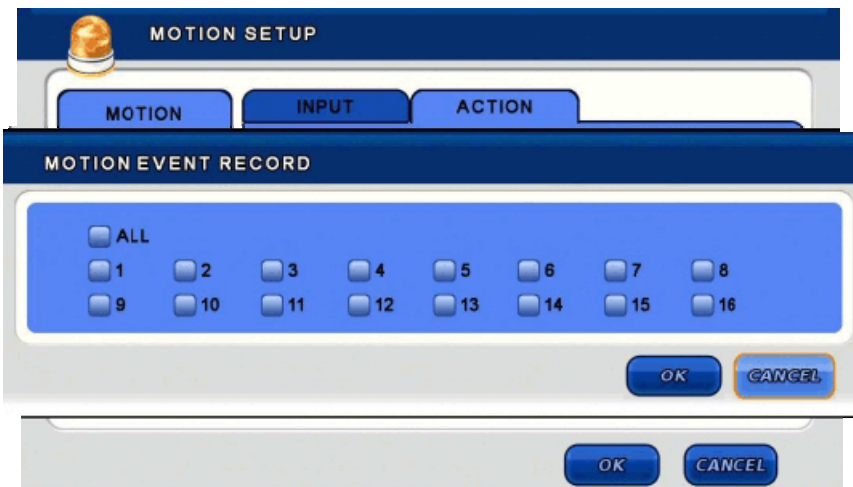 MOTION SETUP
MOTION INPUT ACTION
MOTION EVENT RECORD
ALL
1 2 3 4 5 6 7 8
9 10 11 12 13 14 15 16
OK CANCEL
OK CANCEL